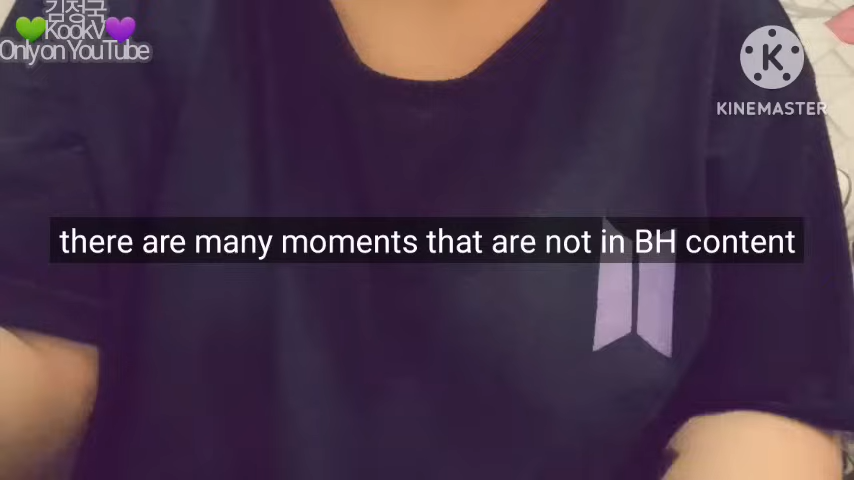 김정국
💚KookV💜
Only on YouTube
KINEMASTER
there are many moments that are not in BH content